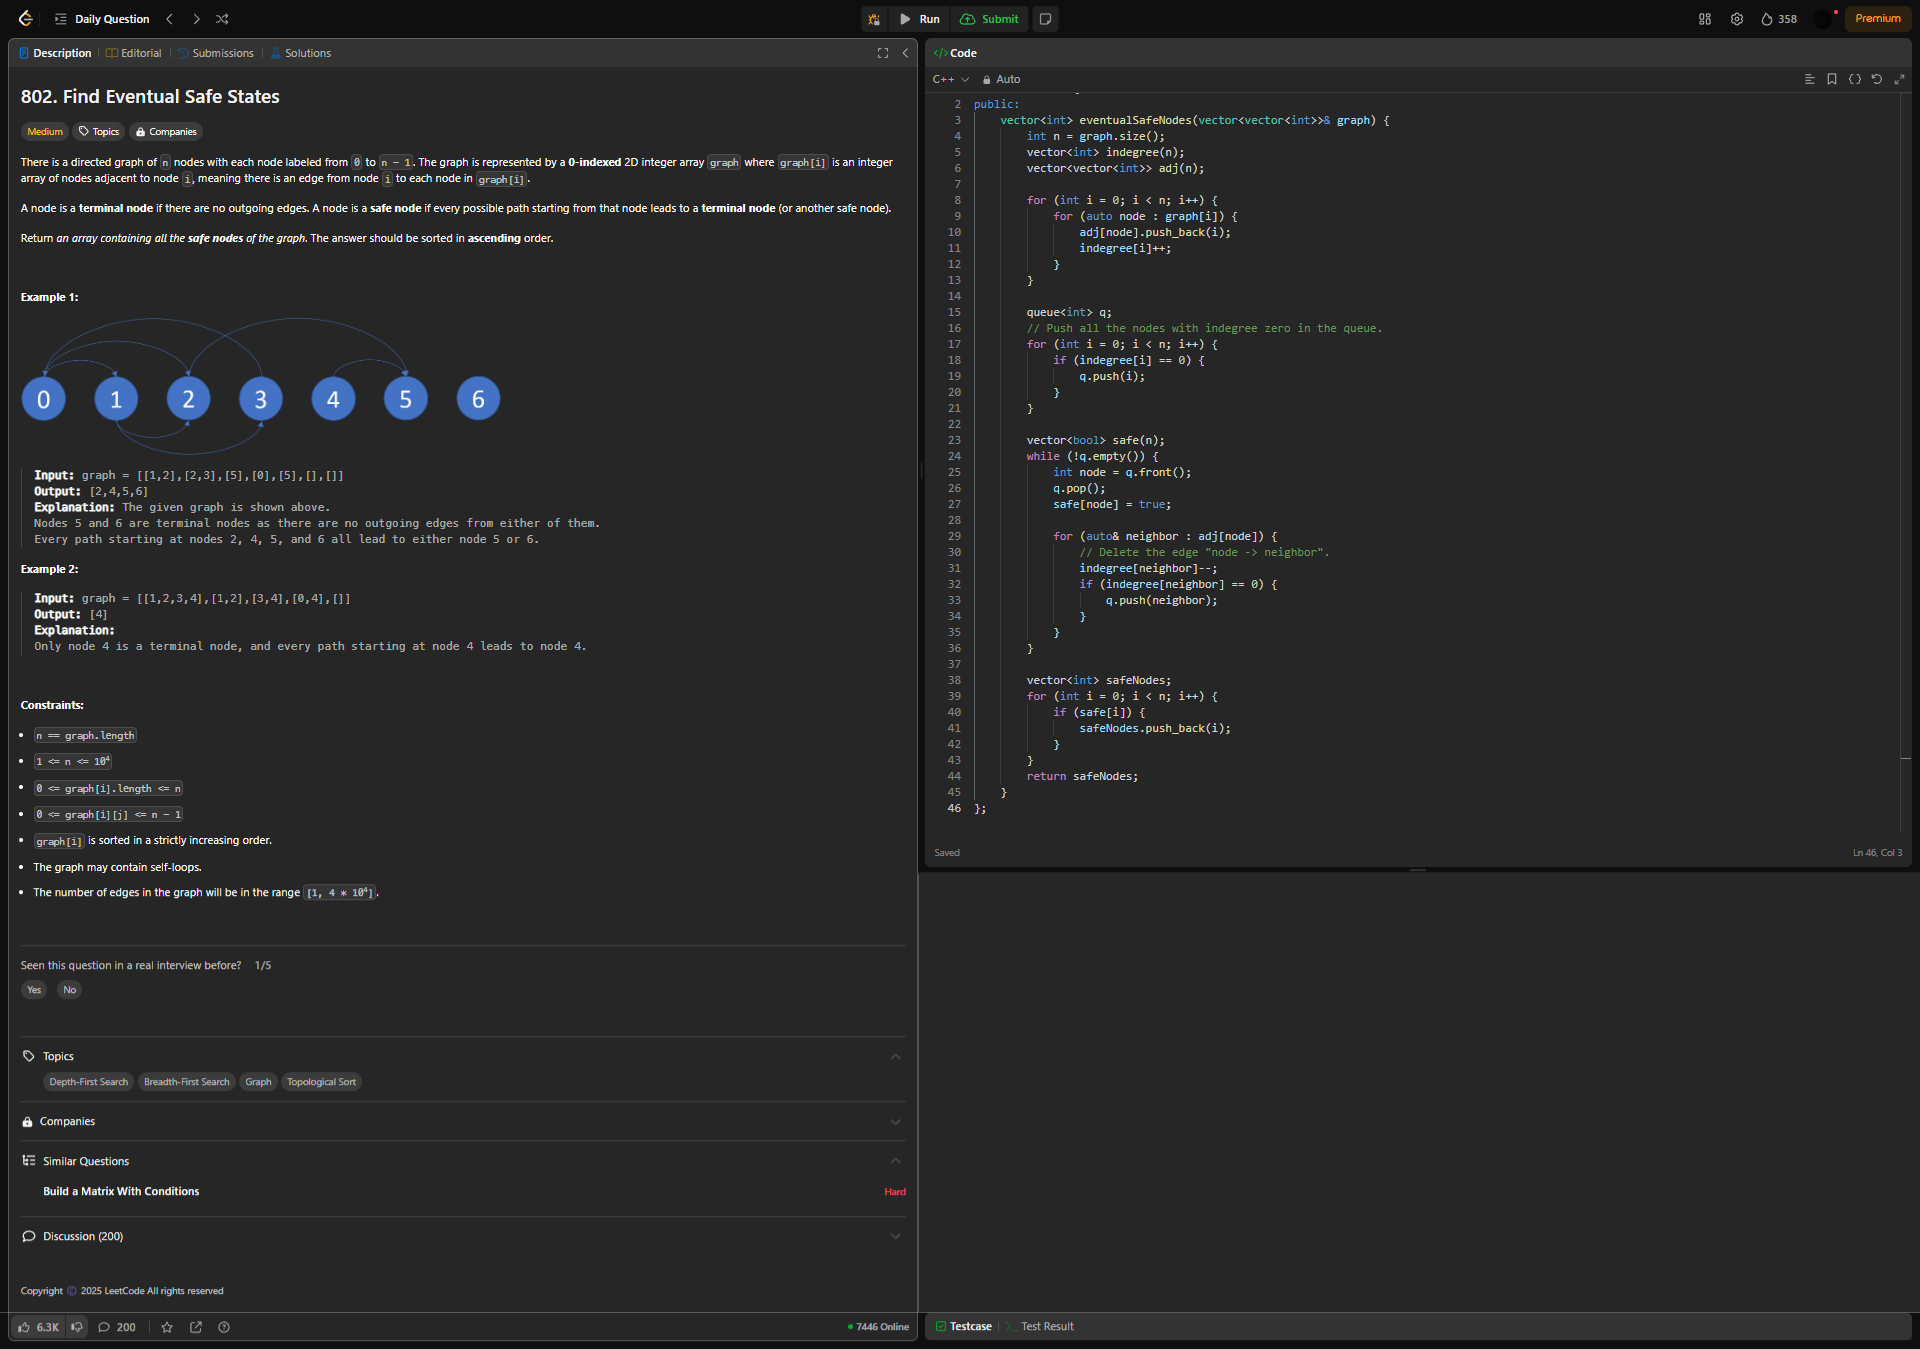 Daily Question
Run
Submit
358
Premium
Description
Editorial
Submissions
Solutions
802. Find Eventual Safe States
Medium
Topics
Companies
There is a directed graph of n nodes with each node labeled from 0 to n - 1. The graph is represented by a 0-indexed 2D integer array graph where graph[i] is an integer
array of nodes adjacent to node i, meaning there is an edge from node i to each node in graph[i].
A node is a terminal node if there are no outgoing edges. A node is a safe node if every possible path starting from that node leads to a terminal node (or another safe node).
Return an array containing all the safe nodes of the graph. The answer should be sorted in ascending order.
Example 1:
0 1 2 3 4 5 6
Input: graph = [[1,2],[2,3],[5],[0],[5],[],[]]
Output: [2,4,5,6]
Explanation: The given graph is shown above.
Nodes 5 and 6 are terminal nodes as there are no outgoing edges from either of them.
Every path starting at nodes 2, 4, 5, and 6 all lead to either node 5 or 6.
Example 2:
Input: graph = [[1,2,3,4],[1,2],[3,4],[0,4],[]]
Output: [4]
Explanation:
Only node 4 is a terminal node, and every path starting at node 4 leads to node 4.
Constraints:
n == graph.length
1 <= n <= 10⁴
0 <= graph[i].length <= n
0 <= graph[i][j] <= n - 1
graph[i] is sorted in a strictly increasing order.
The graph may contain self-loops.
The number of edges in the graph will be in the range [1, 4 * 10⁴].
Seen this question in a real interview before? 1/5
Yes
No
Topics
Depth-First Search
Breadth-First Search
Graph
Topological Sort
Companies
Similar Questions
Build a Matrix With Conditions
Hard
Discussion (200)
Copyright © 2025 LeetCode All rights reserved
6.3K
200
7446 Online
Code
C++
Auto
2 public:
3 vector<int> eventualSafeNodes(vector<vector<int>>& graph) {
4 int n = graph.size();
5 vector<int> indegree(n);
6 vector<vector<int>> adj(n);
7
8 for (int i = 0; i < n; i++) {
9 for (auto node : graph[i]) {
10 adj[node].push_back(i);
11 indegree[i]++;
12 }
13 }
14
15 queue<int> q;
16 // Push all the nodes with indegree zero in the queue.
17 for (int i = 0; i < n; i++) {
18 if (indegree[i] == 0) {
19 q.push(i);
20 }
21 }
22
23 vector<bool> safe(n);
24 while (!q.empty()) {
25 int node = q.front();
26 q.pop();
27 safe[node] = true;
28
29 for (auto& neighbor : adj[node]) {
30 // Delete the edge "node -> neighbor".
31 indegree[neighbor]--;
32 if (indegree[neighbor] == 0) {
33 q.push(neighbor);
34 }
35 }
36 }
37
38 vector<int> safeNodes;
39 for (int i = 0; i < n; i++) {
40 if (safe[i]) {
41 safeNodes.push_back(i);
42 }
43 }
44 return safeNodes;
45 }
46 };
Saved
Ln 46, Col 3
Testcase
Test Result